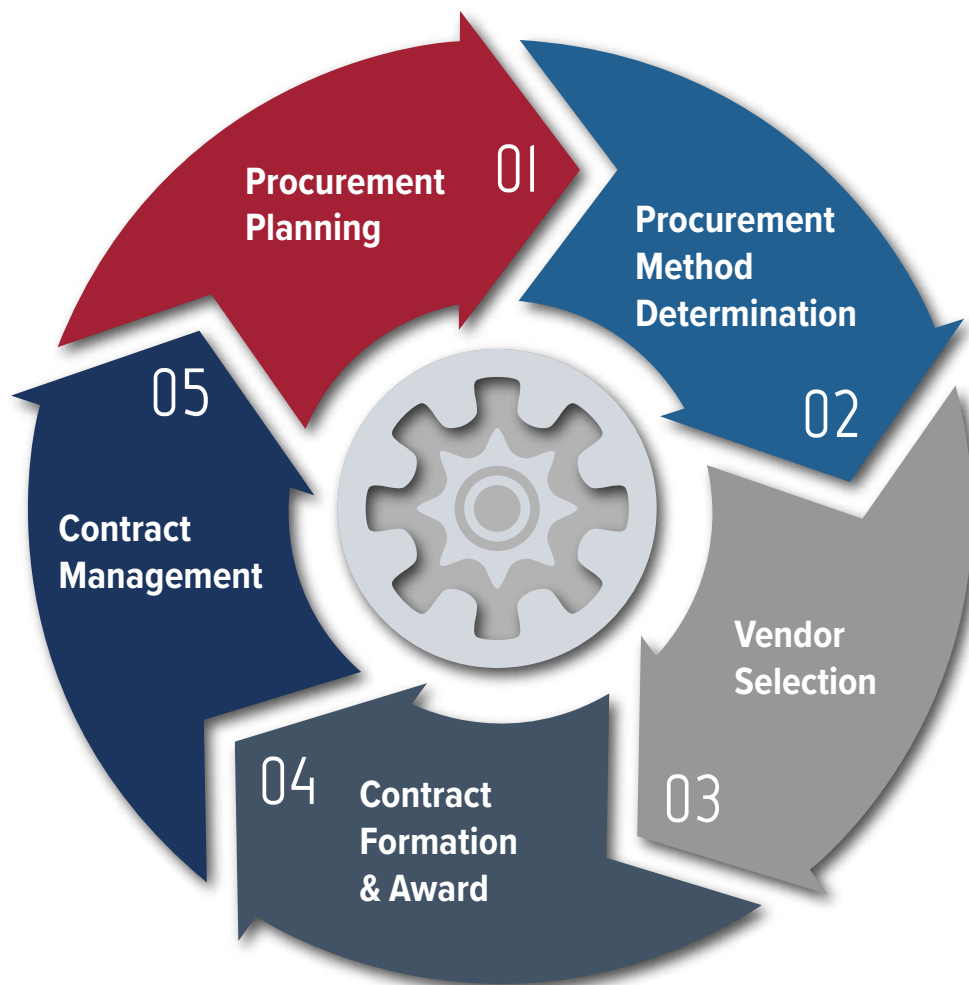 01
Procurement
Planning
02
Procurement
Method
Determination
03
Vendor
Selection
04
Contract
Formation
& Award
05
Contract
Management